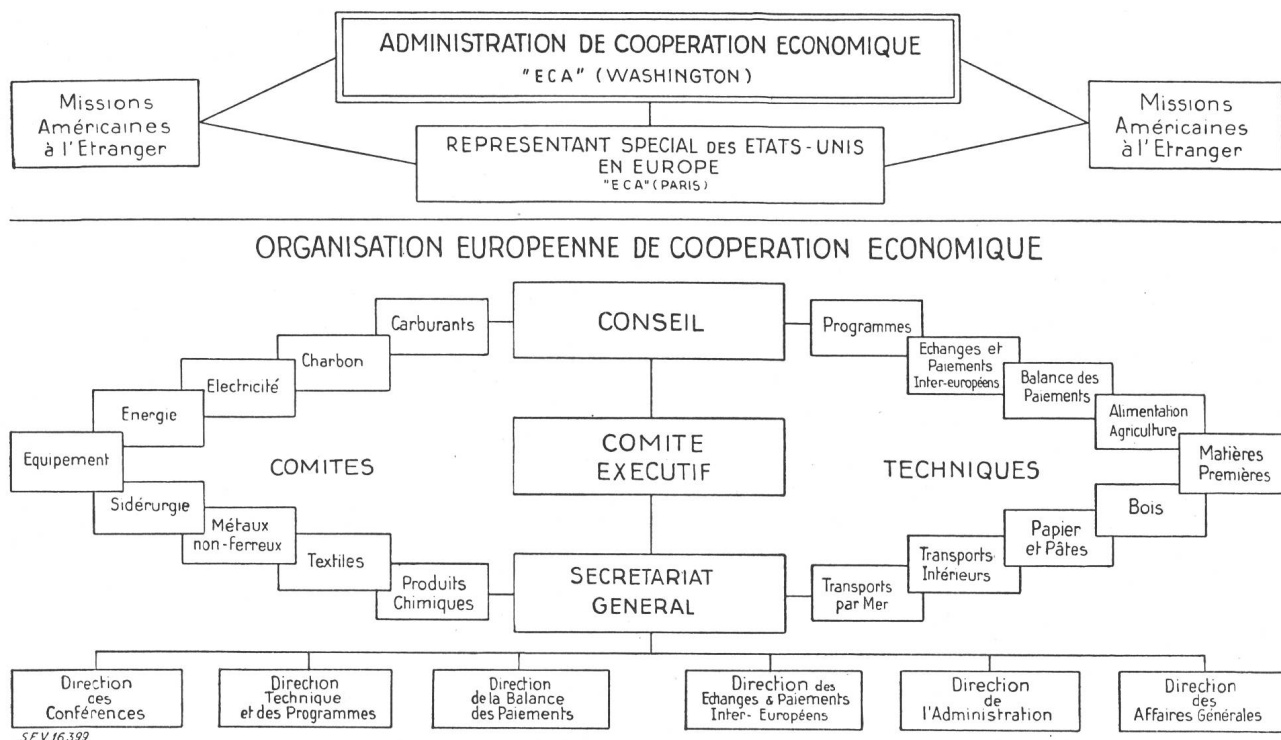 ADMINISTRATION DE COOPERATION ECONOMIQUE
"ECA" (WASHINGTON)
Missions
Américaines
à l'Etranger
REPRESENTANT SPECIAL des ETATS-UNIS
EN EUROPE
"ECA" (PARIS)
Missions
Américaines
à l'Etranger
ORGANISATION EUROPEENNE DE COOPERATION ECONOMIQUE
Carburants
Charbon
Electricité
Energie
Equipement
Sidérurgie
Métaux
non-ferreux
Textiles
Produits
Chimiques
COMITES
CONSEIL
COMITE
EXECUTIF
SECRETARIAT
GENERAL
TECHNIQUES
Programmes
Echanges et
Paiements
Inter-européens
Balance des
Paiements
Alimentation
Agriculture
Matières
Premières
Bois
Papier
et Pâtes
Transports
Intérieurs
Transports
par Mer
Direction
ces
Conférences
Direction
Technique
et des Programmes
Direction
de la Balance
des Paiements
Direction des
Echanges & Paiements
Inter-Européens
Direction
de
l'Administration
Direction
des
Affaires Générales
S.E.V. 16.399